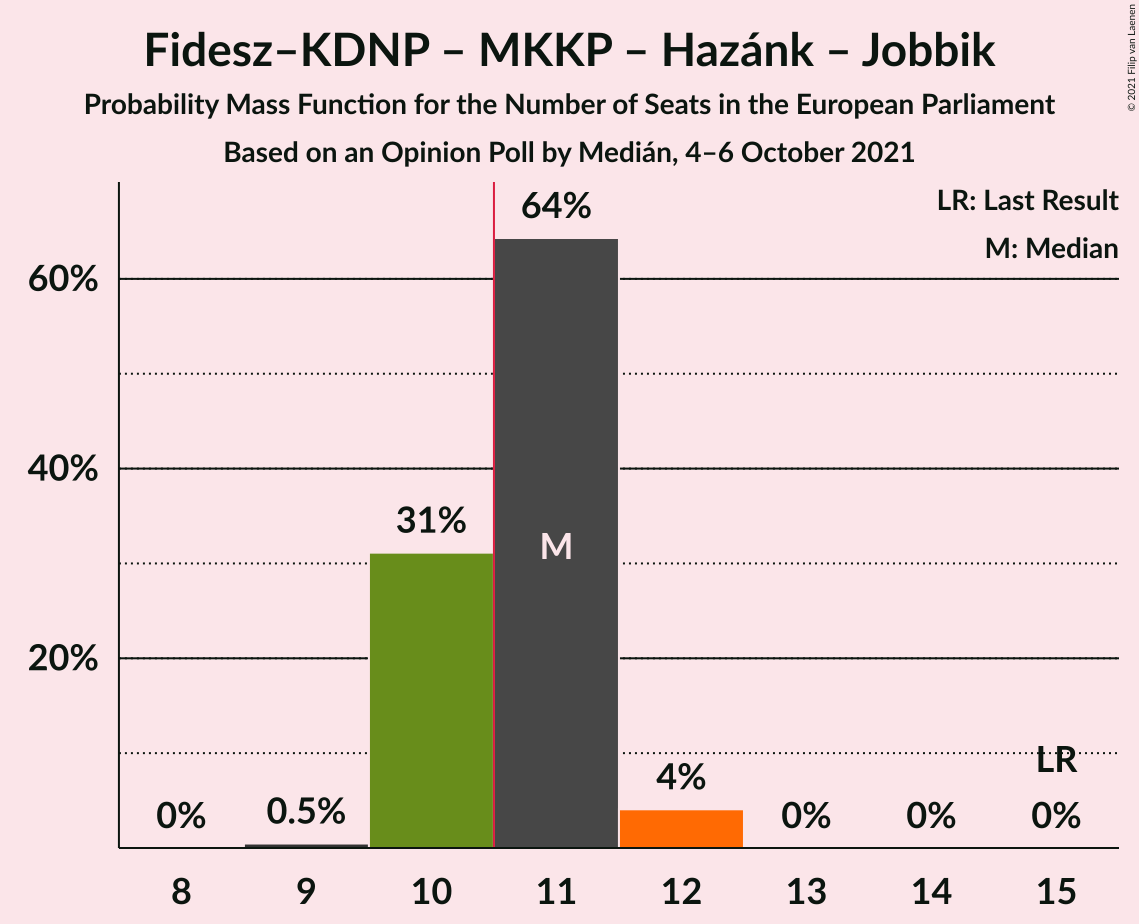 Fidesz–KDNP – MKKP – Hazánk – Jobbik
Probability Mass Function for the Number of Seats in the European Parliament
Based on an Opinion Poll by Medián, 4–6 October 2021
© 2021 Filip van Laenen
LR: Last Result
M: Median
64%
60%
40%
31%
M
20%
LR
4%
0% 0.5% 0% 0% 0%
8 9 10 11 12 13 14 15